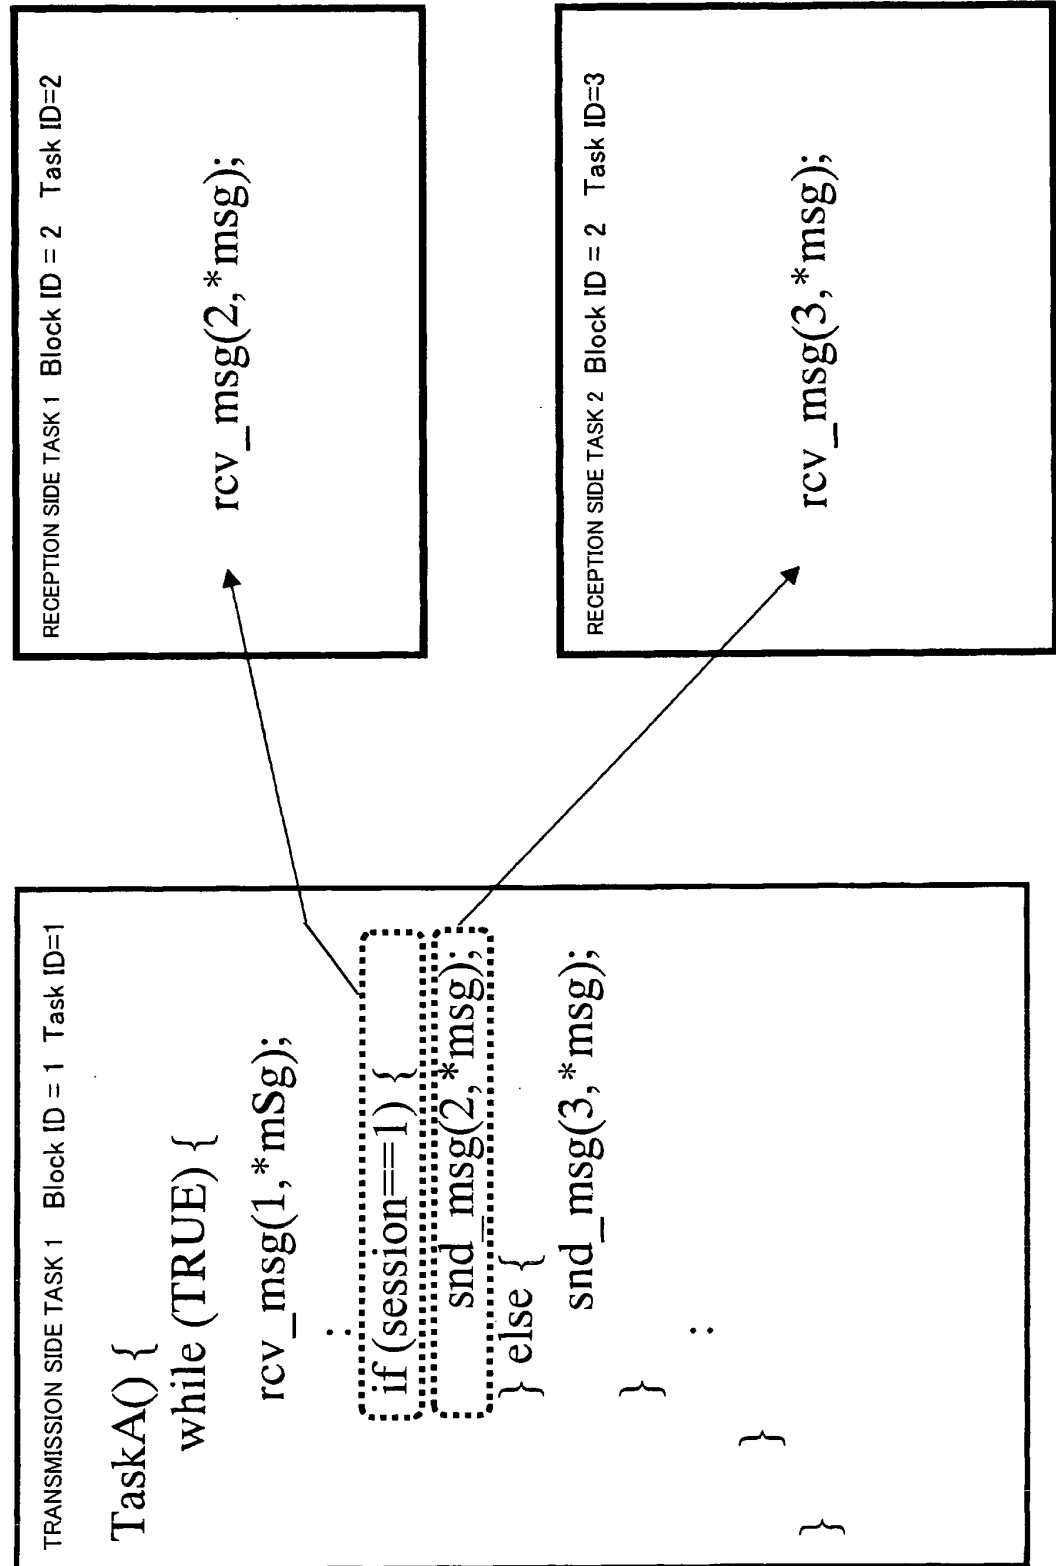 TRANSMISSION SIDE TASK 1 Block ID = 1 Task ID=1
TaskA() {
while (TRUE) {
rcv_msg(1,*mSg);
:
if (session==1) {
snd_msg(2,*msg);
} else {
snd_msg(3,*msg);
}
:
}
}
RECEPTION SIDE TASK 1 Block ID = 2 Task ID=2
rcv_msg(2,*msg);
RECEPTION SIDE TASK 2 Block ID = 2 Task ID=3
rcv_msg(3,*msg);